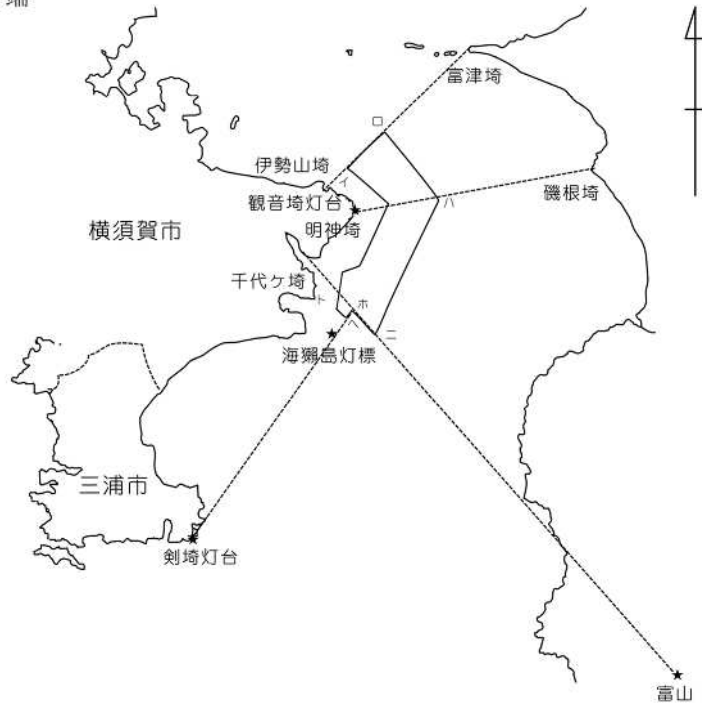 富津埼
ロ
伊勢山埼
イ
磯根埼
観音埼灯台
ハ
明神埼
横須賀市
千代ケ埼
ト
ホ
ヘ
ニ
海獺島灯標
三浦市
剣埼灯台
富山